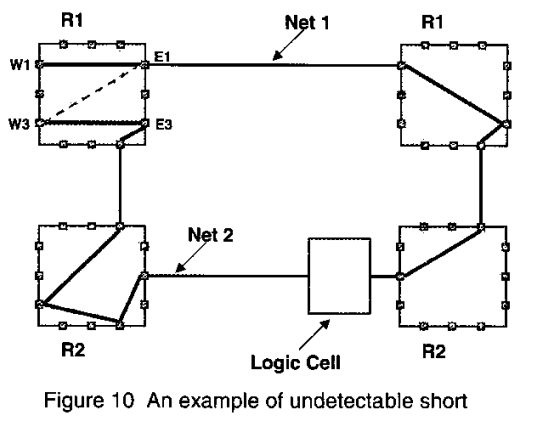 R1
Net 1
R1
W1
E1
W3
E3
Net 2
R2
Logic Cell
R2
Figure 10 An example of undetectable short